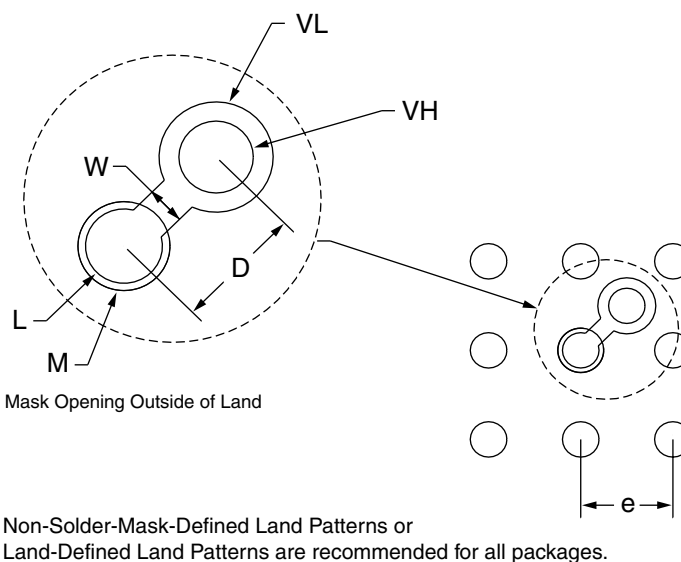 VL
VH
W
D
L
M
Mask Opening Outside of Land
e
Non-Solder-Mask-Defined Land Patterns or
Land-Defined Land Patterns are recommended for all packages.